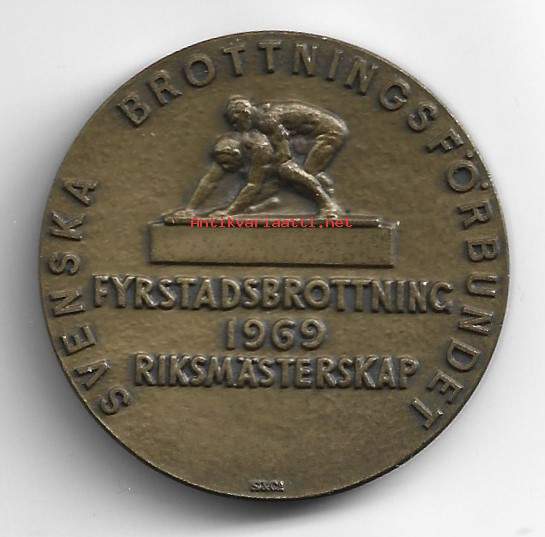 SVENSKA BROTTNINGSFÖRBUNDET
Antikvariaatti.net
FYRSTADSBROTTNING
1969
RIKSMÄSTERSKAP